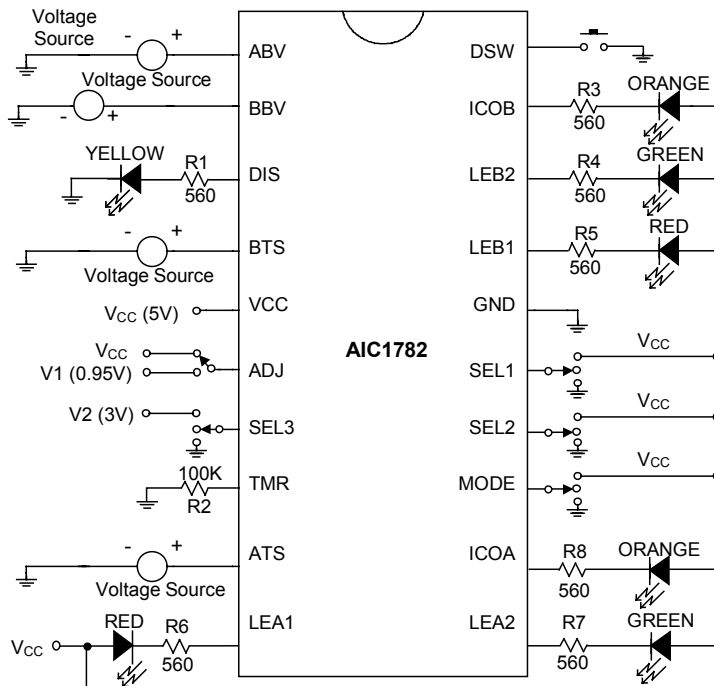 Voltage
Source
- +
ABV
Voltage Source
- +
BBV
YELLOW
R1
560
DIS
- +
BTS
Voltage Source
VCC (5V)
VCC
VCC
V1 (0.95V)
ADJ
V2 (3V)
SEL3
100K
R2
TMR
- +
ATS
Voltage Source
RED
R6
560
LEA1
VCC
AIC1782
DSW
R3
560
ORANGE
ICOB
R4
560
GREEN
LEB2
R5
560
RED
LEB1
GND
VCC
SEL1
VCC
SEL2
VCC
MODE
R8
560
ORANGE
ICOA
R7
560
GREEN
LEA2